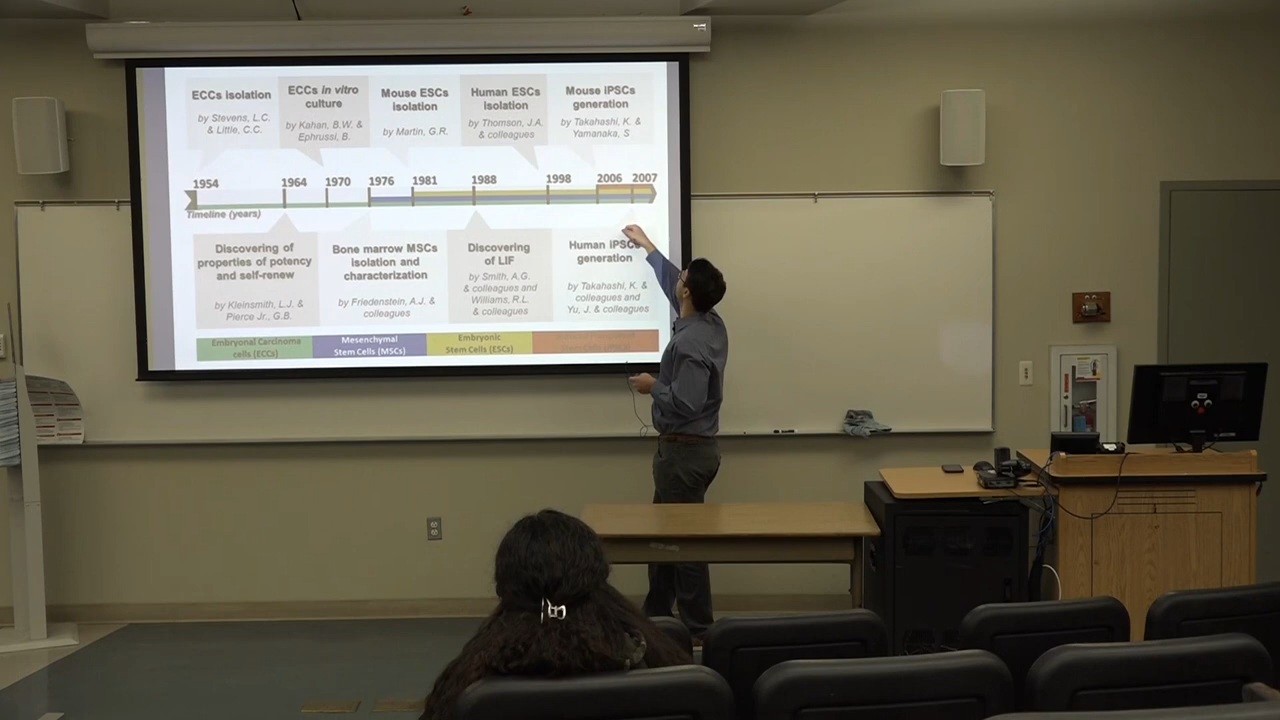 ECCs isolation
by Stevens, L.C.
& Little, C.C.
ECCs in vitro
culture
by Kahan, B.W. &
Ephrussi, B.
Mouse ESCs
isolation
by Martin, G.R.
Human ESCs
isolation
by Thomson, J.A.
& colleagues
Mouse iPSCs
generation
by Takahashi, K. &
Yamanaka, S
1954
1964
1970
1976
1981
1988
1998
2006
2007
Timeline (years)
Discovering of
properties of potency
and self-renew
by Kleinsmith, L.J. &
Pierce Jr., G.B.
Bone marrow MSCs
isolation and
characterization
by Friedenstein, A.J. &
colleagues
Discovering
of LIF
by Smith, A.G.
& colleagues and
Williams, R.L.
& colleagues
Human iPSCs
generation
by Takahashi, K. &
colleagues and
Yu, J. & colleagues
Embryonal Carcinoma
cells (ECCs)
Mesenchymal
Stem Cells (MSCs)
Embryonic
Stem Cells (ESCs)